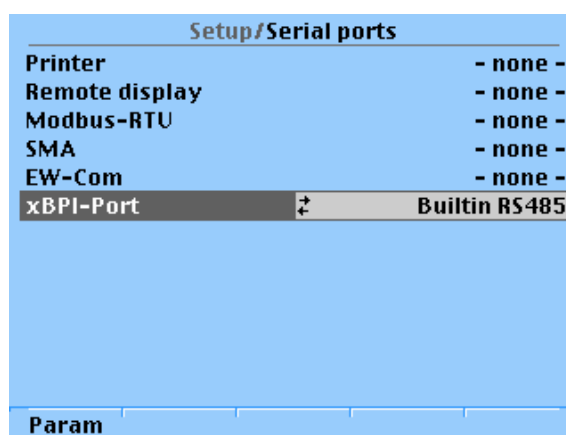 Setup/Serial ports
Printer - none -
Remote display - none -
Modbus-RTU - none -
SMA - none -
EW-Com - none -
xBPI-Port Builtin RS485
Param